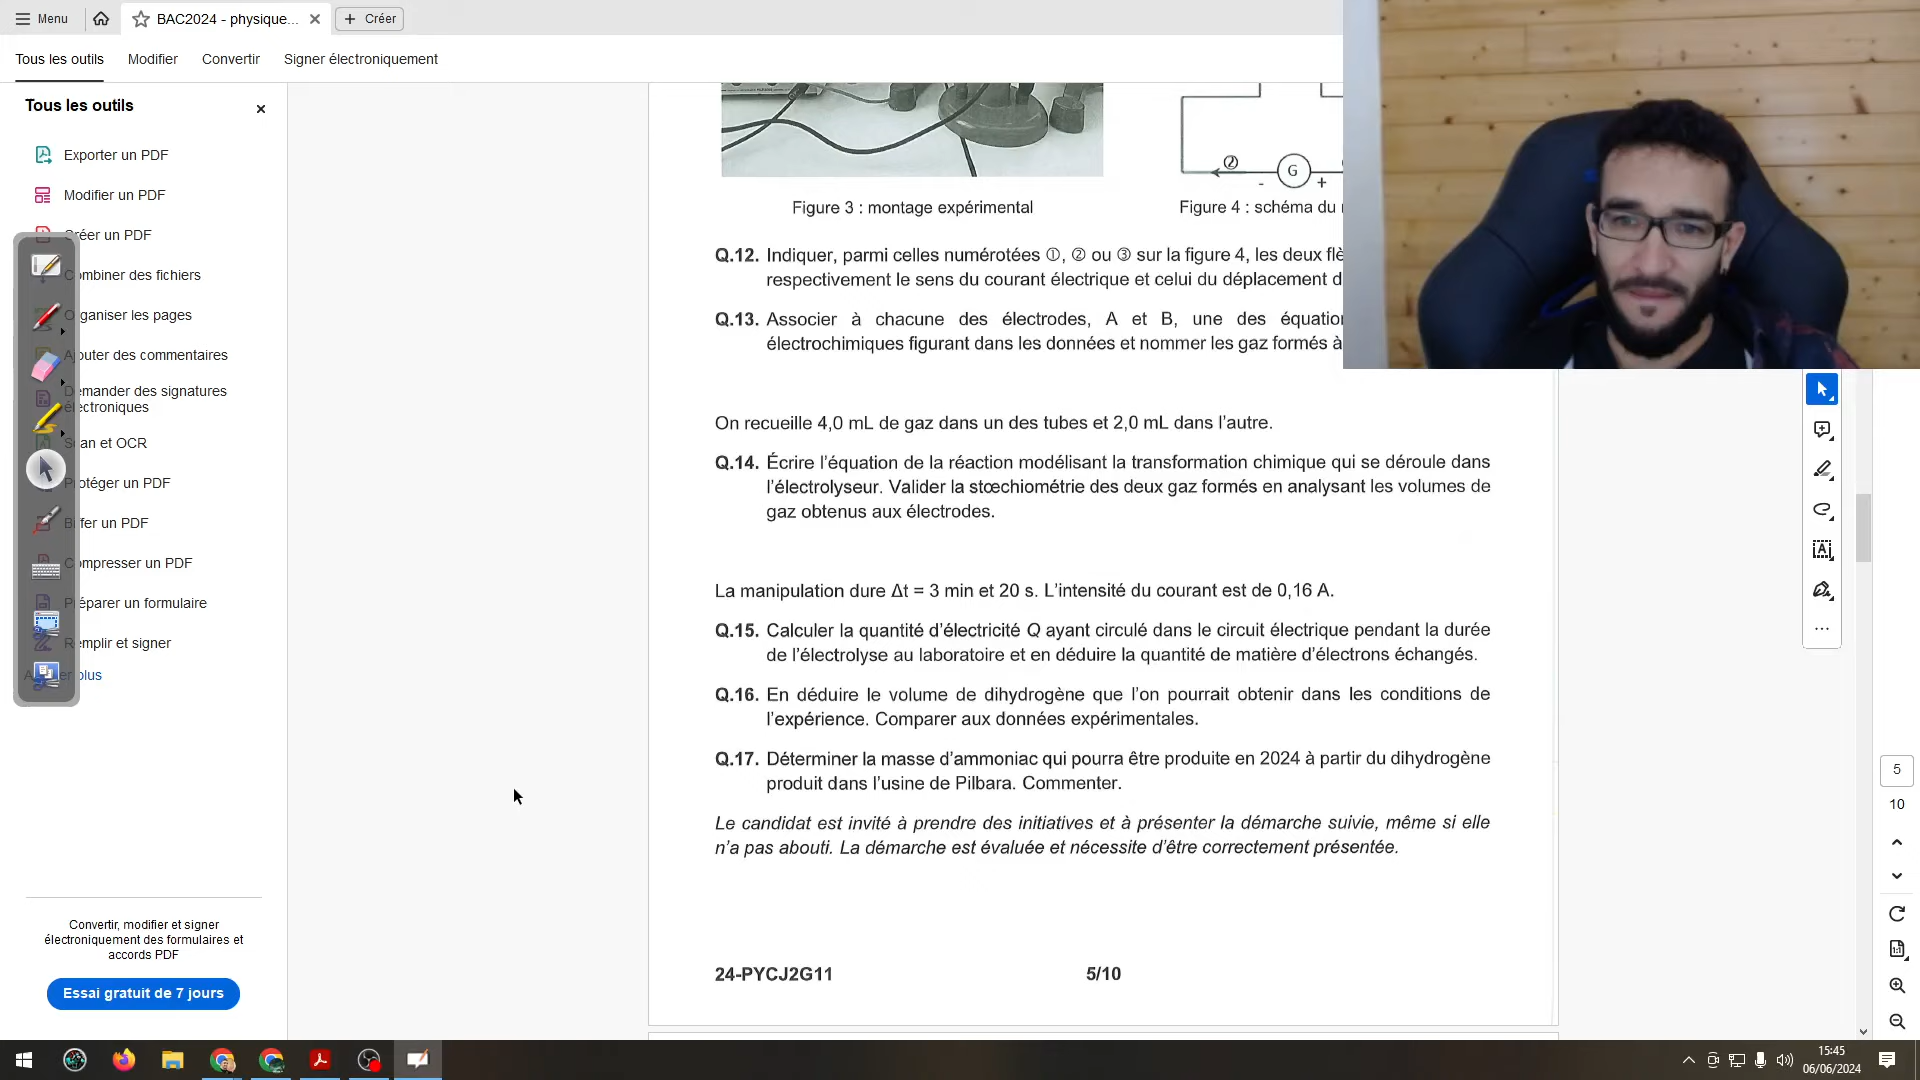 Menu
BAC2024 - physique...
Créer
Tous les outils
Modifier
Convertir
Signer électroniquement
Tous les outils
Exporter un PDF
Modifier un PDF
Créer un PDF
Combiner des fichiers
Organiser les pages
Ajouter des commentaires
Demander des signatures
électroniques
Scan et OCR
Protéger un PDF
Biffer un PDF
Compresser un PDF
Préparer un formulaire
Remplir et signer
plus
Convertir, modifier et signer
électroniquement des formulaires et
accords PDF
Essai gratuit de 7 jours
② G - +
Figure 3 : montage expérimental
Figure 4 : schéma du
Q.12. Indiquer, parmi celles numérotées ①, ② ou ③ sur la figure 4, les deux flè
respectivement le sens du courant électrique et celui du déplacement d
Q.13. Associer à chacune des électrodes, A et B, une des équation
électrochimiques figurant dans les données et nommer les gaz formés à
On recueille 4,0 mL de gaz dans un des tubes et 2,0 mL dans l'autre.
Q.14. Écrire l'équation de la réaction modélisant la transformation chimique qui se déroule dans
l'électrolyseur. Valider la stœchiométrie des deux gaz formés en analysant les volumes de
gaz obtenus aux électrodes.
La manipulation dure Δt = 3 min et 20 s. L'intensité du courant est de 0,16 A.
Q.15. Calculer la quantité d'électricité Q ayant circulé dans le circuit électrique pendant la durée
de l'électrolyse au laboratoire et en déduire la quantité de matière d'électrons échangés.
Q.16. En déduire le volume de dihydrogène que l'on pourrait obtenir dans les conditions de
l'expérience. Comparer aux données expérimentales.
Q.17. Déterminer la masse d'ammoniac qui pourra être produite en 2024 à partir du dihydrogène
produit dans l'usine de Pilbara. Commenter.
Le candidat est invité à prendre des initiatives et à présenter la démarche suivie, même si elle
n'a pas abouti. La démarche est évaluée et nécessite d'être correctement présentée.
24-PYCJ2G11
5/10
5
10
15:45
06/06/2024